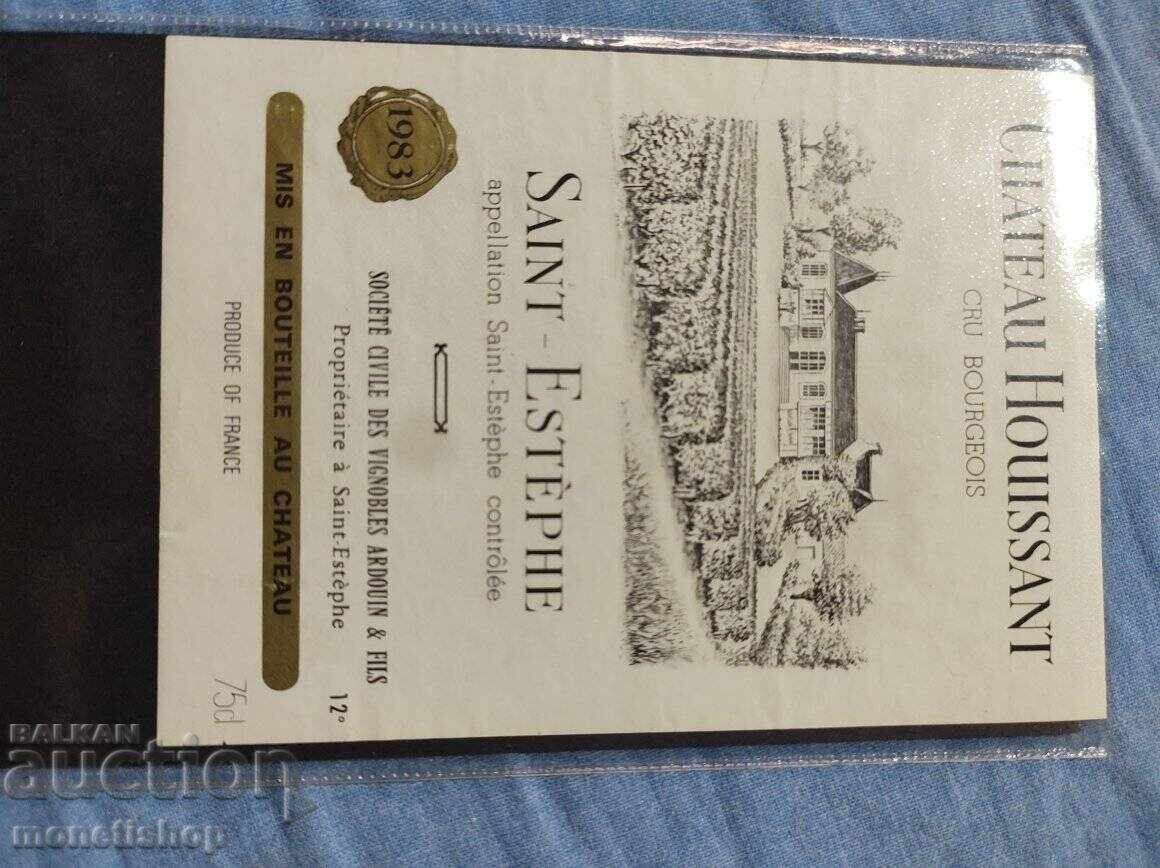 CHATEAU HOUISSANT
CRU BOURGEOIS
SAINT-ESTÈPHE
appellation Saint-Estèphe contrôlée
1983
SOCIÉTÉ CIVILE DES VIGNOBLES ARDOUIN & FILS
Propriétaire à Saint-Estèphe
12°
MIS EN BOUTEILLE AU CHATEAU
PRODUCE OF FRANCE
75cl
BALKAN
auction
monetishop